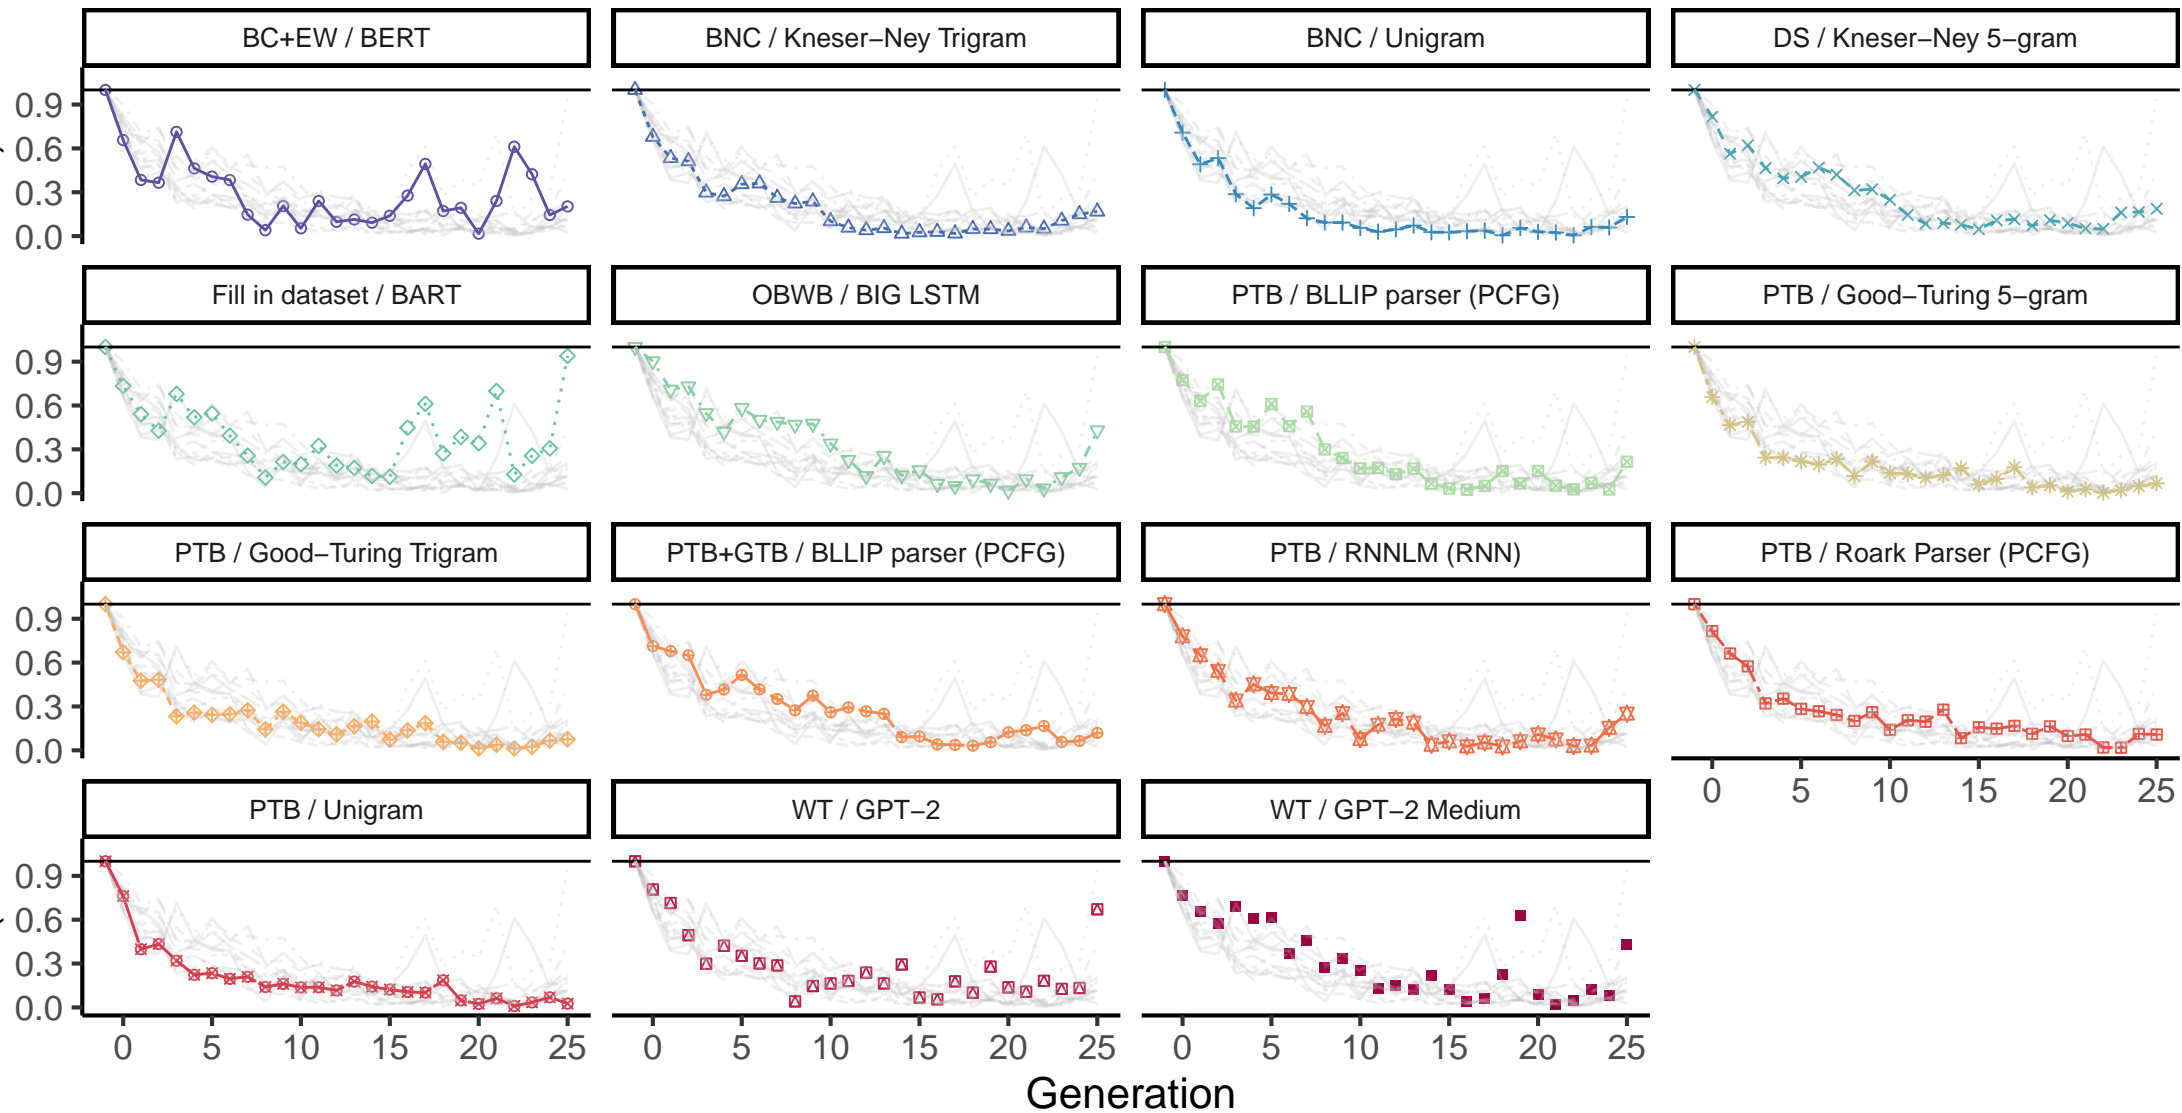 BC+EW / BERT
BNC / Kneser−Ney Trigram
BNC / Unigram
DS / Kneser−Ney 5−gram
0.9
0.6
0.3
0.0
Fill in dataset / BART
OBWB / BIG LSTM
PTB / BLLIP parser (PCFG)
PTB / Good−Turing 5−gram
0.9
0.6
0.3
0.0
PTB / Good−Turing Trigram
PTB+GTB / BLLIP parser (PCFG)
PTB / RNNLM (RNN)
PTB / Roark Parser (PCFG)
0.9
0.6
0.3
0.0
0 5 10 15 20 25
PTB / Unigram
WT / GPT−2
WT / GPT−2 Medium
0.9
0.6
0.3
0.0
0 5 10 15 20 25
0 5 10 15 20 25
0 5 10 15 20 25
Generation